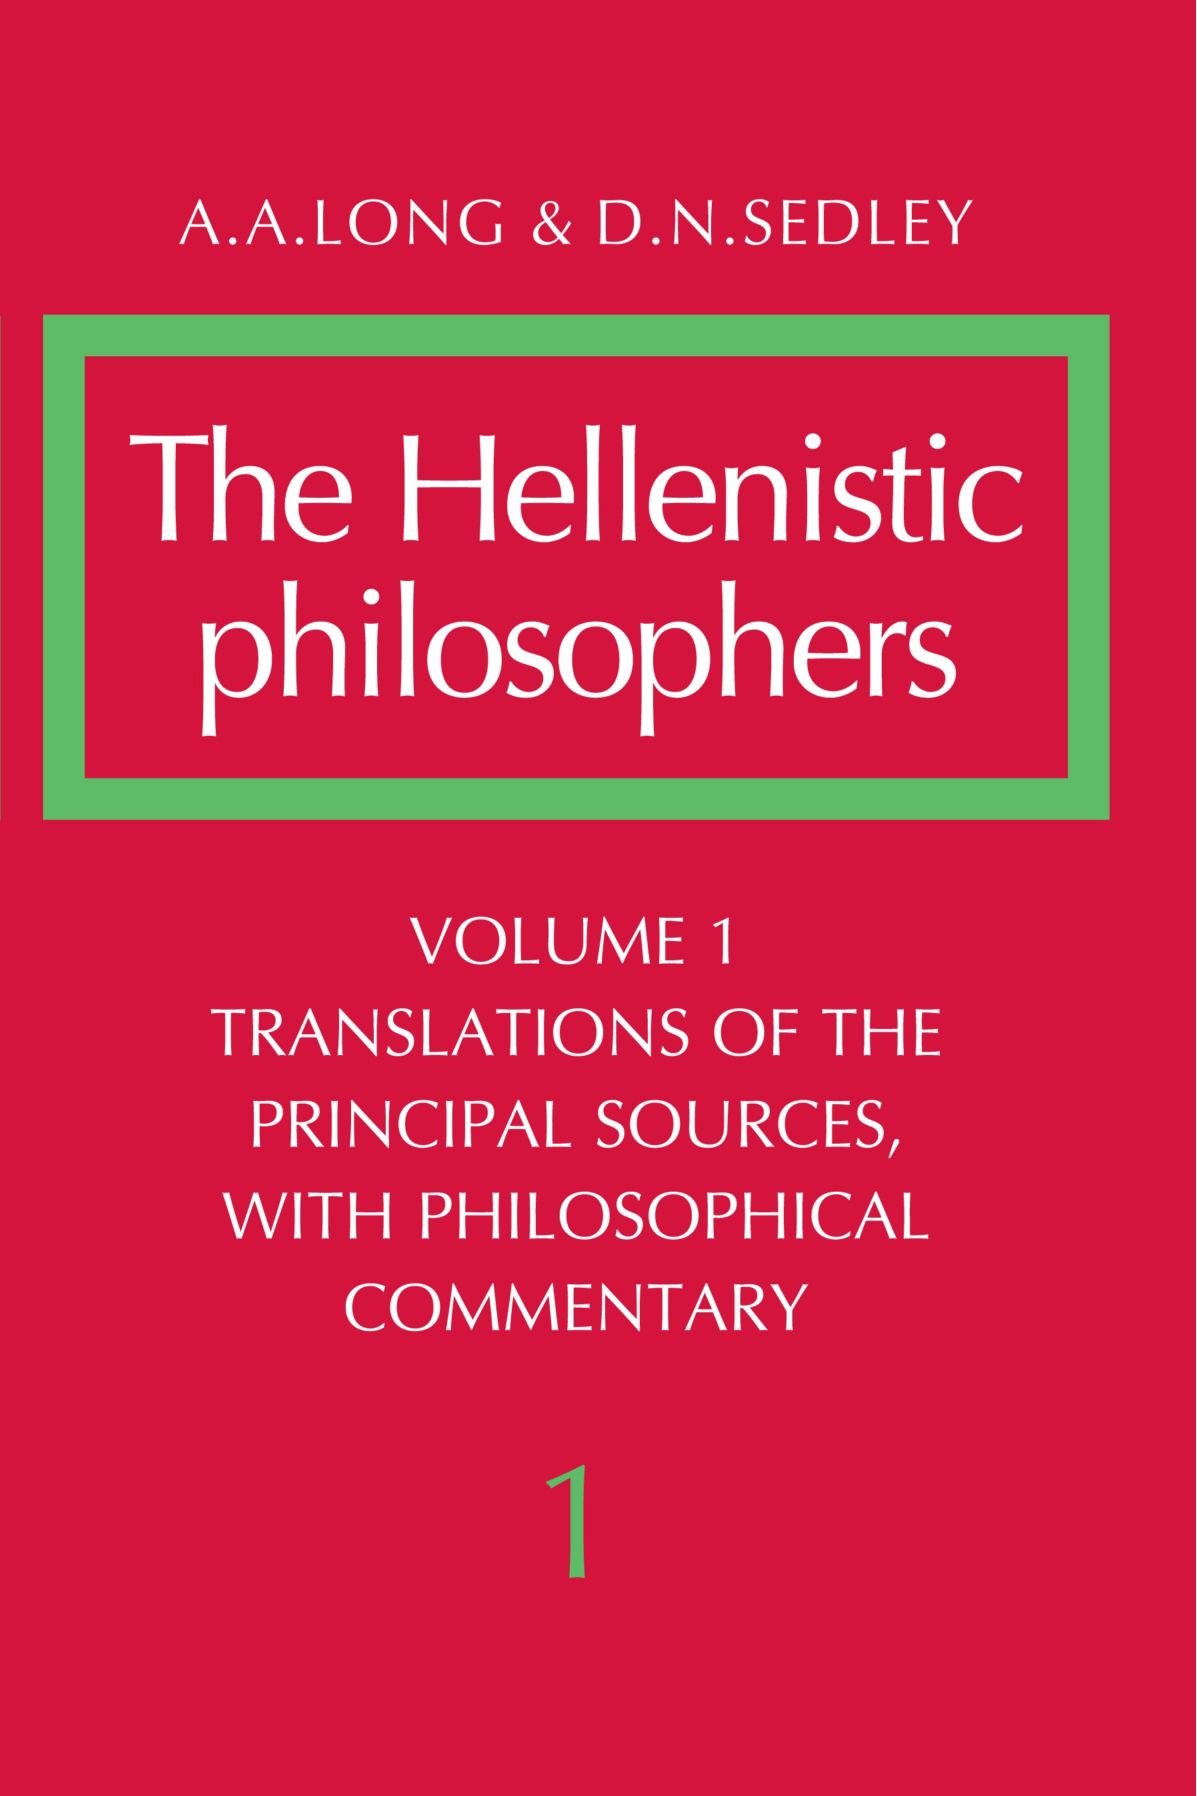 A.A.LONG & D.N.SEDLEY
The Hellenistic
philosophers
VOLUME 1
TRANSLATIONS OF THE
PRINCIPAL SOURCES,
WITH PHILOSOPHICAL
COMMENTARY
1